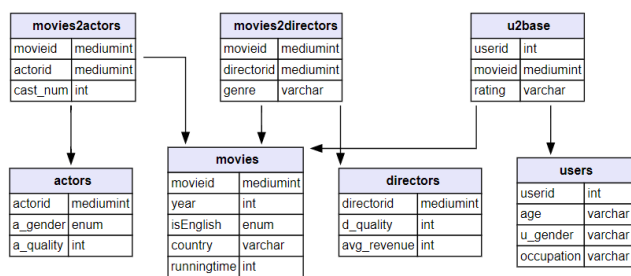 movies2actors
movieid mediumint
actorid mediumint
cast_num int
movies2directors
movieid mediumint
directorid mediumint
genre varchar
u2base
userid int
movieid mediumint
rating varchar
actors
actorid mediumint
a_gender enum
a_quality int
movies
movieid mediumint
year int
isEnglish enum
country varchar
runningtime int
directors
directorid mediumint
d_quality int
avg_revenue int
users
userid int
age varchar
u_gender varchar
occupation varchar